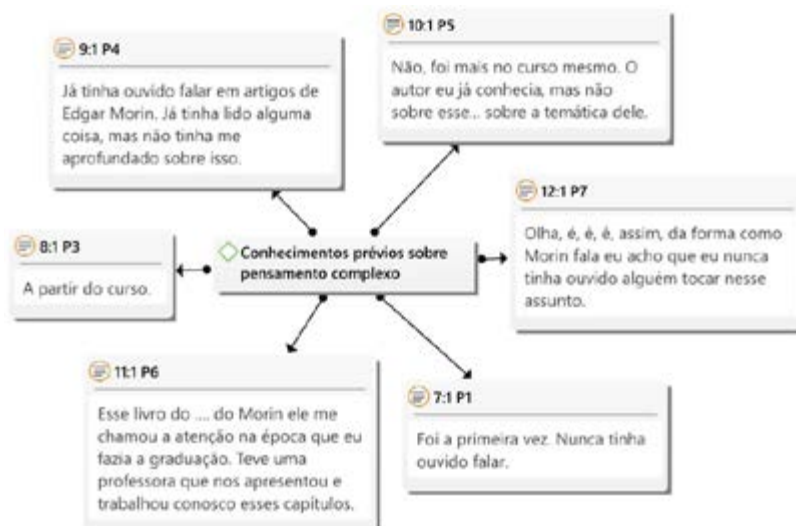 9:1 P4
Já tinha ouvido falar em artigos de
Edgar Morin. Já tinha lido alguma
coisa, mas não tinha me
aprofundado sobre isso.
10:1 P5
Não, foi mais no curso mesmo. O
autor eu já conhecia, mas não
sobre esse... sobre a temática dele.
8:1 P3
A partir do curso.
Conhecimentos prévios sobre
pensamento complexo
12:1 P7
Olha, é, é, é, assim, da forma como
Morin fala eu acho que eu nunca
tinha ouvido alguém tocar nesse
assunto.
11:1 P6
Esse livro do .... do Morin ele me
chamou a atenção na época que eu
fazia a graduação. Teve uma
professora que nos apresentou e
trabalhou conosco esses capítulos.
7:1 P1
Foi a primeira vez. Nunca tinha
ouvido falar.